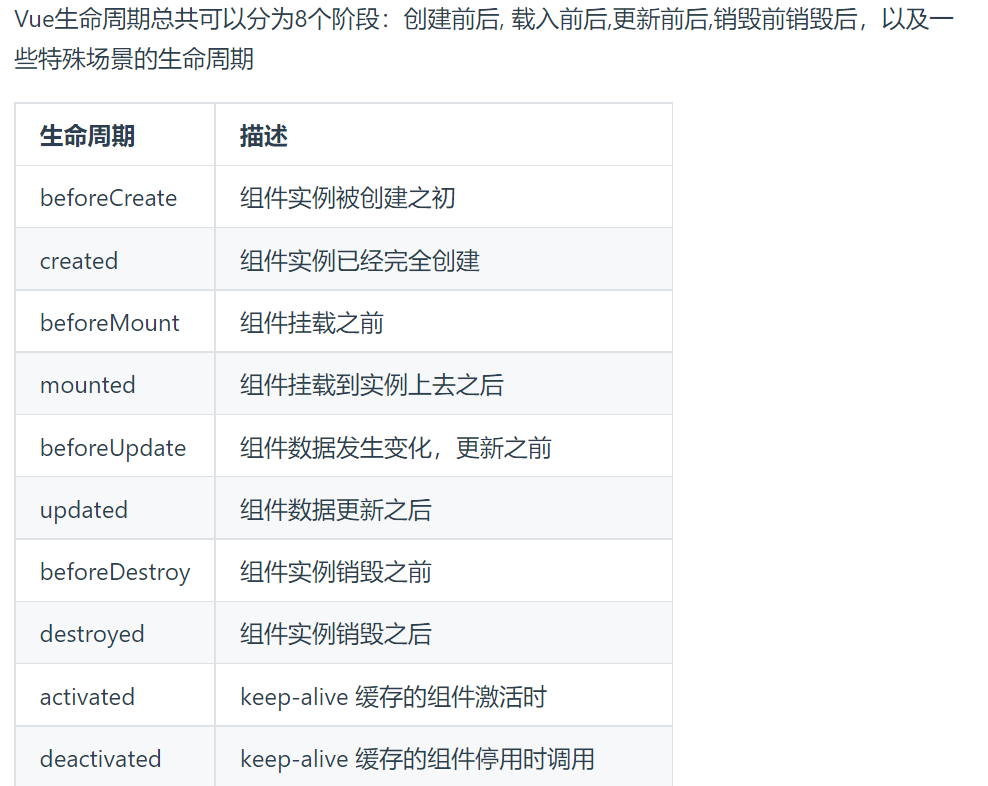 Vue生命周期总共可以分为8个阶段：创建前后, 载入前后,更新前后,销毁前销毁后，以及一
些特殊场景的生命周期
生命周期 描述
beforeCreate 组件实例被创建之初
created 组件实例已经完全创建
beforeMount 组件挂载之前
mounted 组件挂载到实例上去之后
beforeUpdate 组件数据发生变化，更新之前
updated 组件数据更新之后
beforeDestroy 组件实例销毁之前
destroyed 组件实例销毁之后
activated keep-alive 缓存的组件激活时
deactivated keep-alive 缓存的组件停用时调用